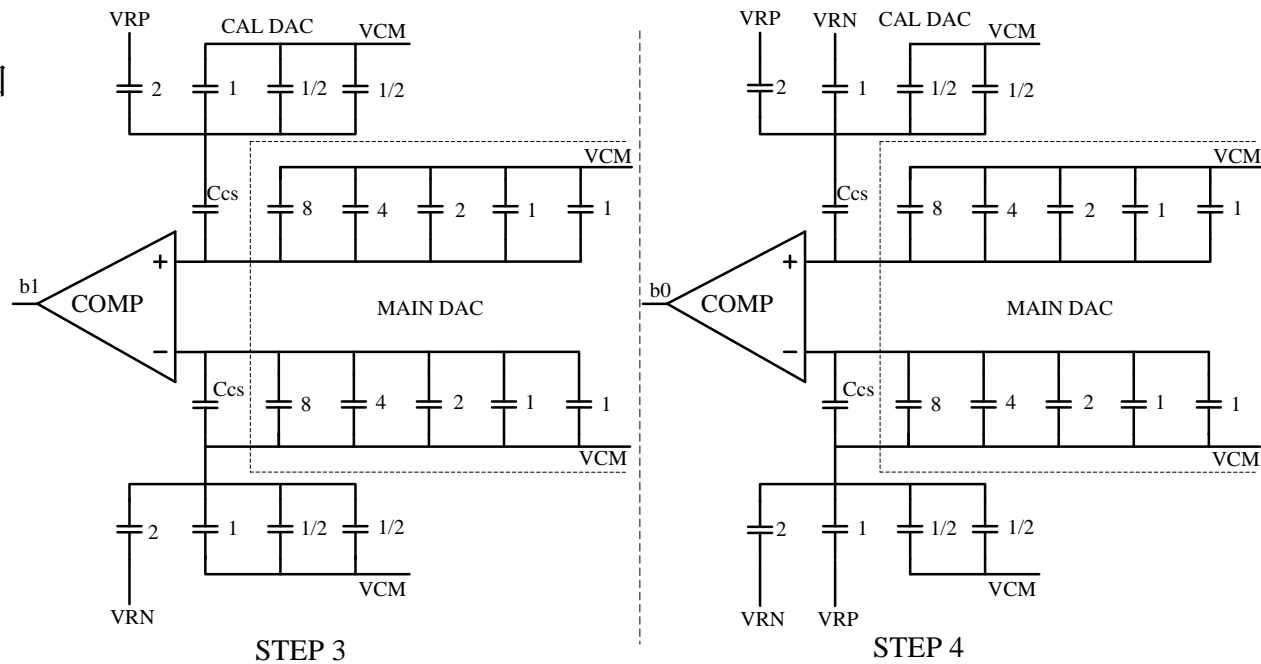 VRP CAL DAC VCM
2 1 1/2 1/2
VCM
Ccs
8 4 2 1 1
+
b1 COMP MAIN DAC
−
Ccs
8 4 2 1 1
VCM
2 1 1/2 1/2
VCM
VRN
STEP 3
VRP VRN CAL DAC
VCM
2 1 1/2 1/2
VCM
Ccs
8 4 2 1 1
+
b0 COMP MAIN DAC
−
Ccs
8 4 2 1 1
VCM
2 1 1/2 1/2
VCM
VRN VRP
STEP 4